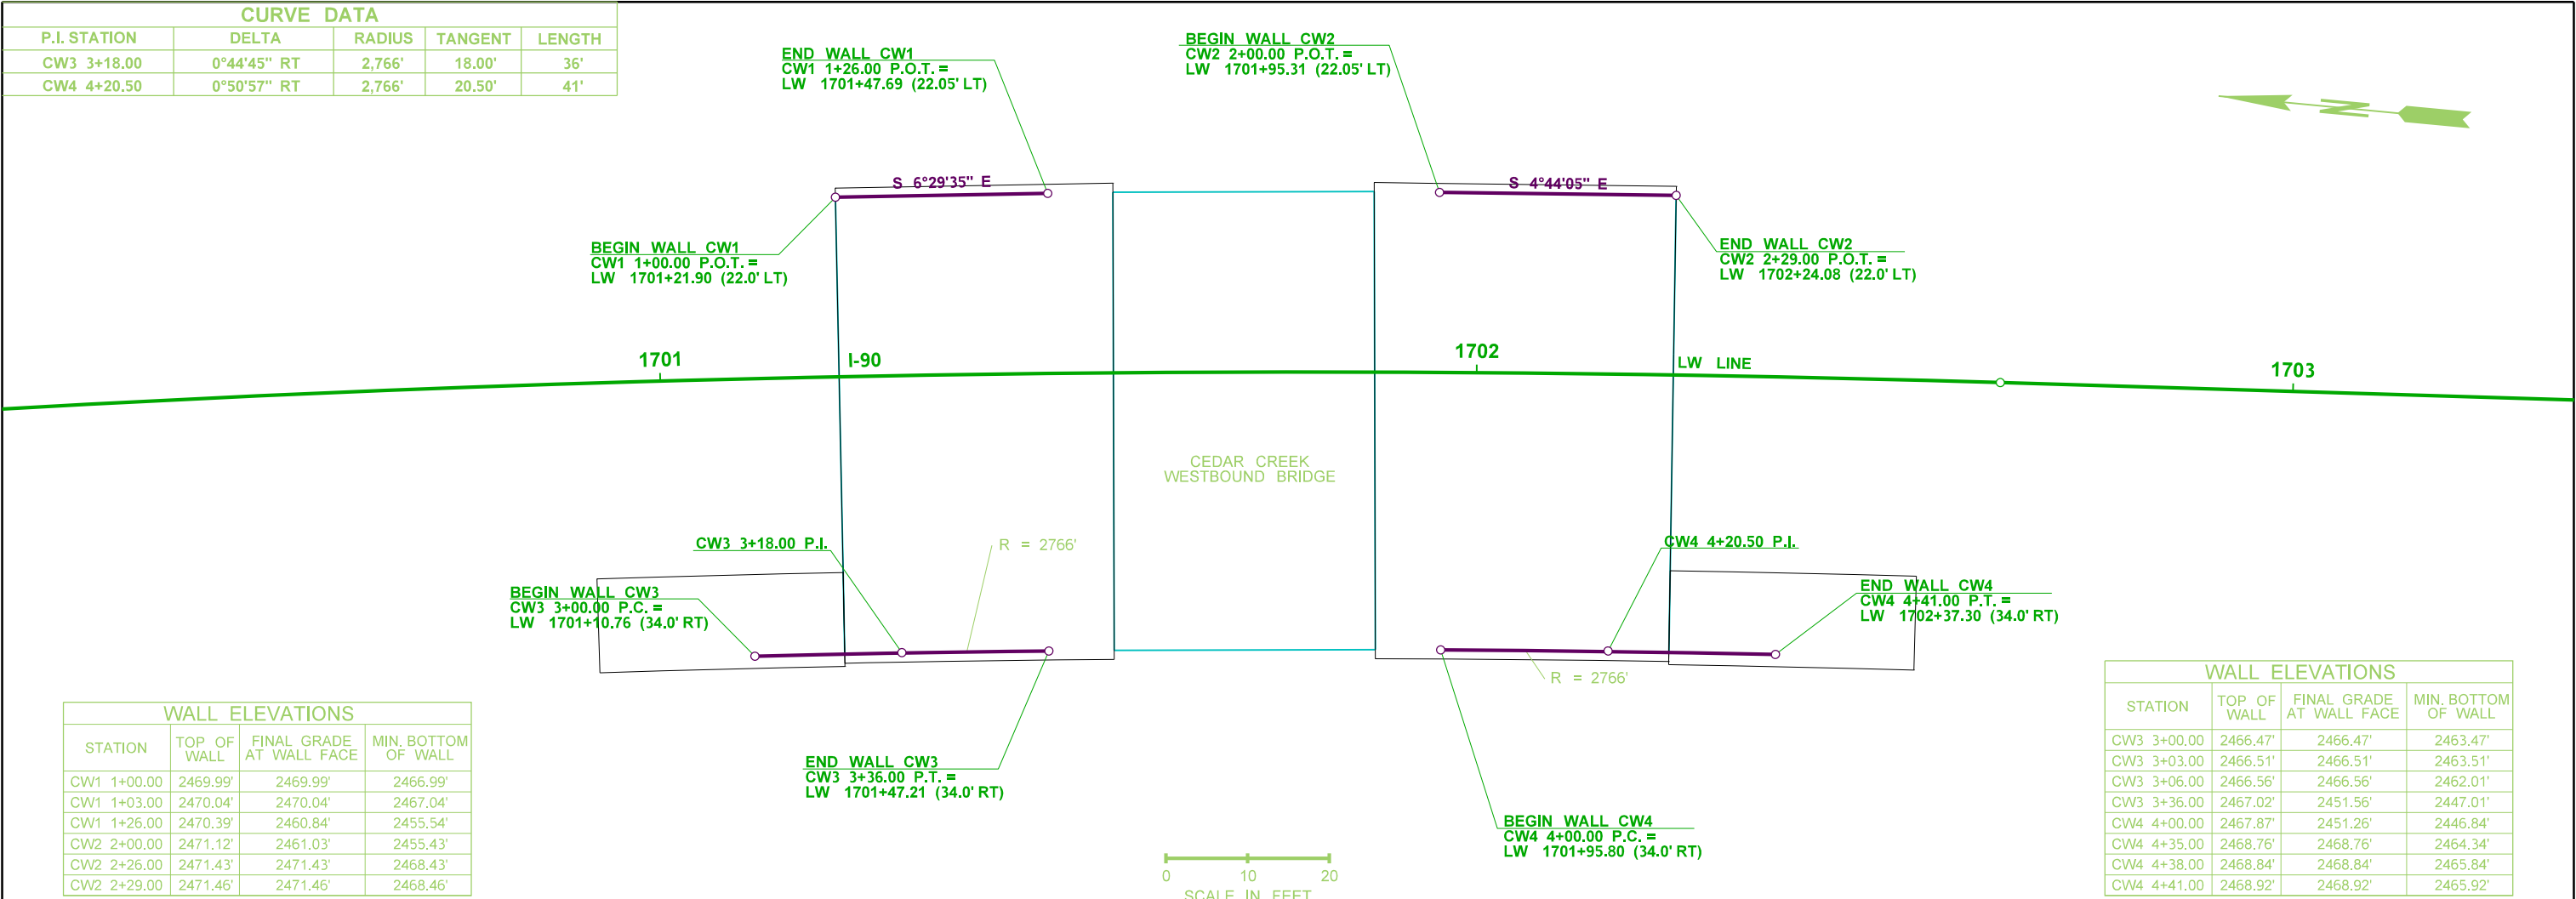 CURVE DATA
P.I. STATION DELTA RADIUS TANGENT LENGTH
CW3 3+18.00 0°44'45" RT 2,766' 18.00' 36'
CW4 4+20.50 0°50'57" RT 2,766' 20.50' 41'
END WALL CW1
CW1 1+26.00 P.O.T. =
LW 1701+47.69 (22.05' LT)
BEGIN WALL CW2
CW2 2+00.00 P.O.T. =
LW 1701+95.31 (22.05' LT)
N
S 6°29'35" E
S 4°44'05" E
BEGIN WALL CW1
CW1 1+00.00 P.O.T. =
LW 1701+21.90 (22.0' LT)
END WALL CW2
CW2 2+29.00 P.O.T. =
LW 1702+24.08 (22.0' LT)
1701
I-90
1702
LW LINE
1703
CEDAR CREEK
WESTBOUND BRIDGE
CW3 3+18.00 P.I.
R = 2766'
CW4 4+20.50 P.I.
BEGIN WALL CW3
CW3 3+00.00 P.C. =
LW 1701+10.76 (34.0' RT)
END WALL CW4
CW4 4+41.00 P.T. =
LW 1702+37.30 (34.0' RT)
R = 2766'
END WALL CW3
CW3 3+36.00 P.T. =
LW 1701+47.21 (34.0' RT)
BEGIN WALL CW4
CW4 4+00.00 P.C. =
LW 1701+95.80 (34.0' RT)
WALL ELEVATIONS
STATION TOP OF WALL FINAL GRADE AT WALL FACE MIN. BOTTOM OF WALL
CW1 1+00.00 2469.99' 2469.99' 2466.99'
CW1 1+03.00 2470.04' 2470.04' 2467.04'
CW1 1+26.00 2470.39' 2460.84' 2455.54'
CW2 2+00.00 2471.12' 2461.03' 2455.43'
CW2 2+26.00 2471.43' 2471.43' 2468.43'
CW2 2+29.00 2471.46' 2471.46' 2468.46'
0 10 20
SCALE IN FEET
WALL ELEVATIONS
STATION TOP OF WALL FINAL GRADE AT WALL FACE MIN. BOTTOM OF WALL
CW3 3+00.00 2466.47' 2466.47' 2463.47'
CW3 3+03.00 2466.51' 2466.51' 2463.51'
CW3 3+06.00 2466.56' 2466.56' 2462.01'
CW3 3+36.00 2467.02' 2451.56' 2447.01'
CW4 4+00.00 2467.87' 2451.26' 2446.84'
CW4 4+35.00 2468.76' 2468.76' 2464.34'
CW4 4+38.00 2468.84' 2468.84' 2465.84'
CW4 4+41.00 2468.92' 2468.92' 2465.92'